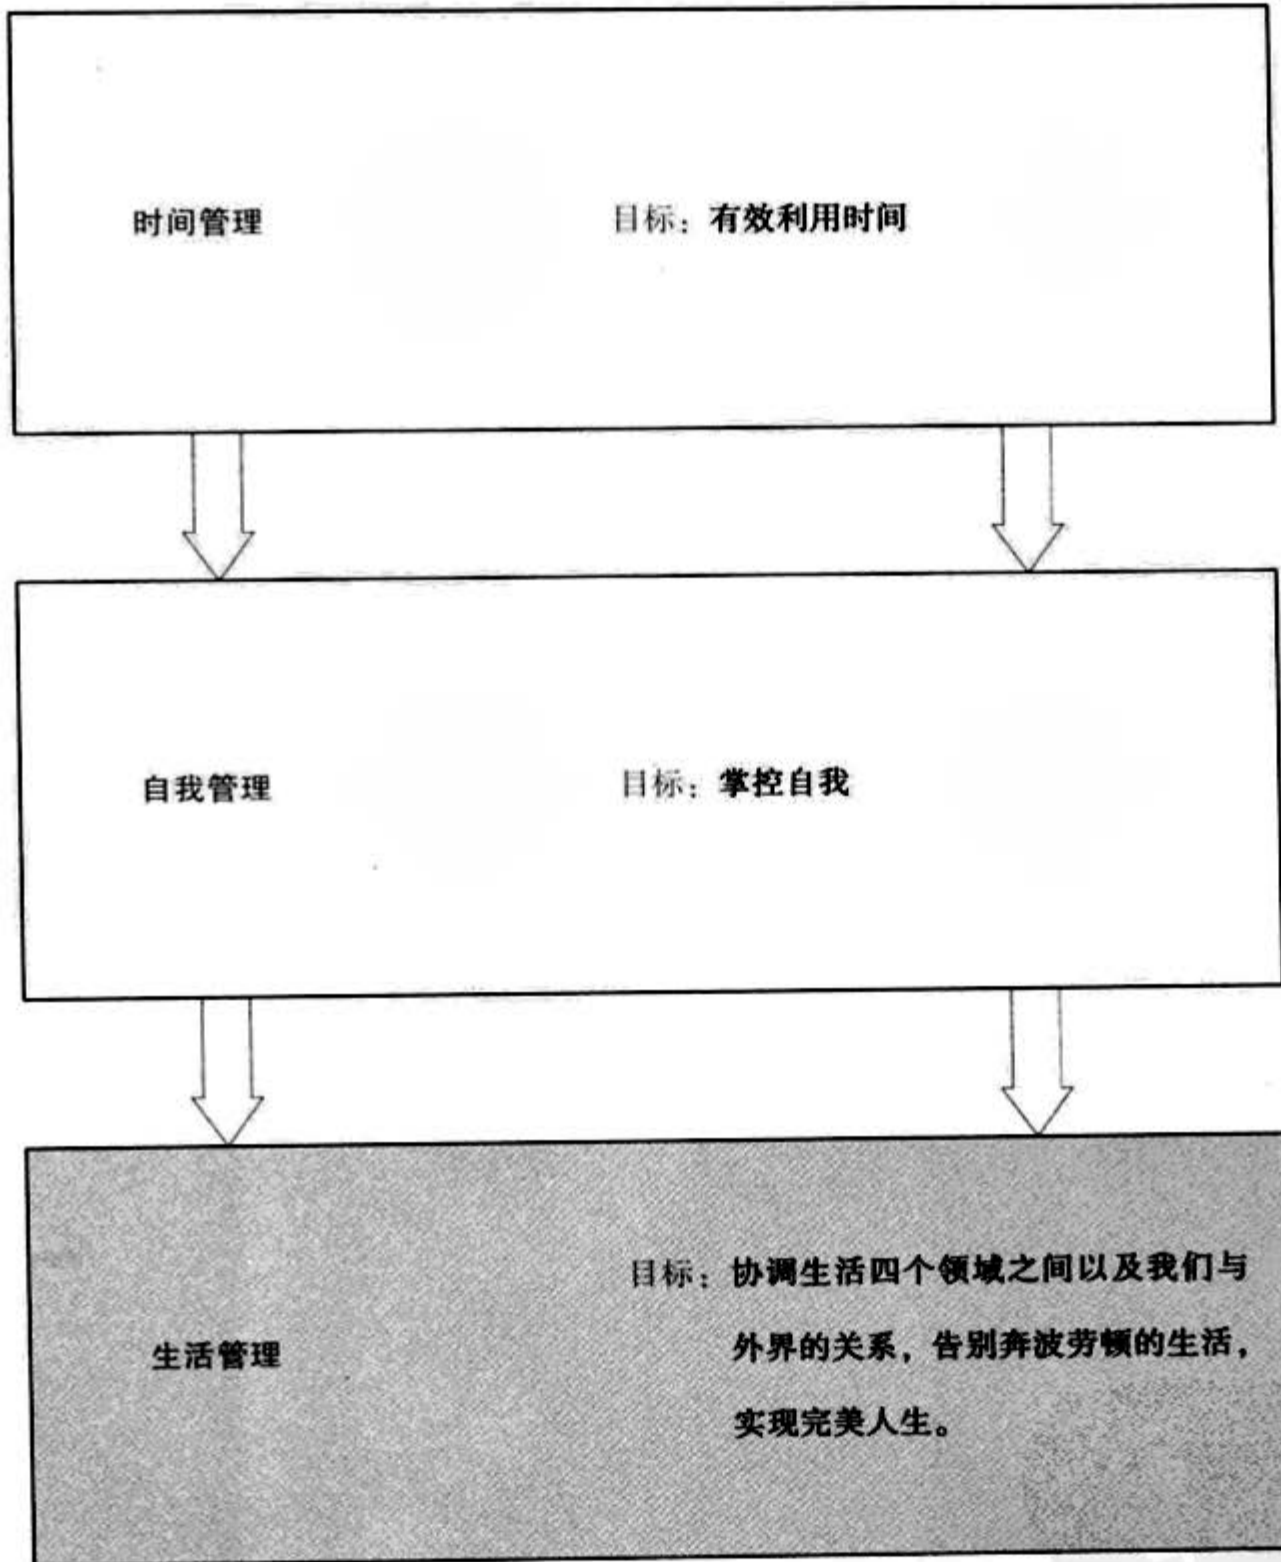 时间管理
目标：有效利用时间
自我管理
目标：掌控自我
生活管理
目标：协调生活四个领域之间以及我们与
外界的关系，告别奔波劳顿的生活，
实现完美人生。